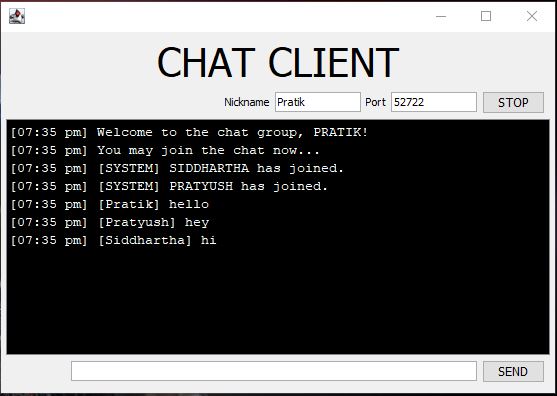 CHAT CLIENT
Nickname Pratik Port 52722 STOP
[07:35 pm] Welcome to the chat group, PRATIK!
[07:35 pm] You may join the chat now...
[07:35 pm] [SYSTEM] SIDDHARTHA has joined.
[07:35 pm] [SYSTEM] PRATYUSH has joined.
[07:35 pm] [Pratik] hello
[07:35 pm] [Pratyush] hey
[07:35 pm] [Siddhartha] hi
SEND